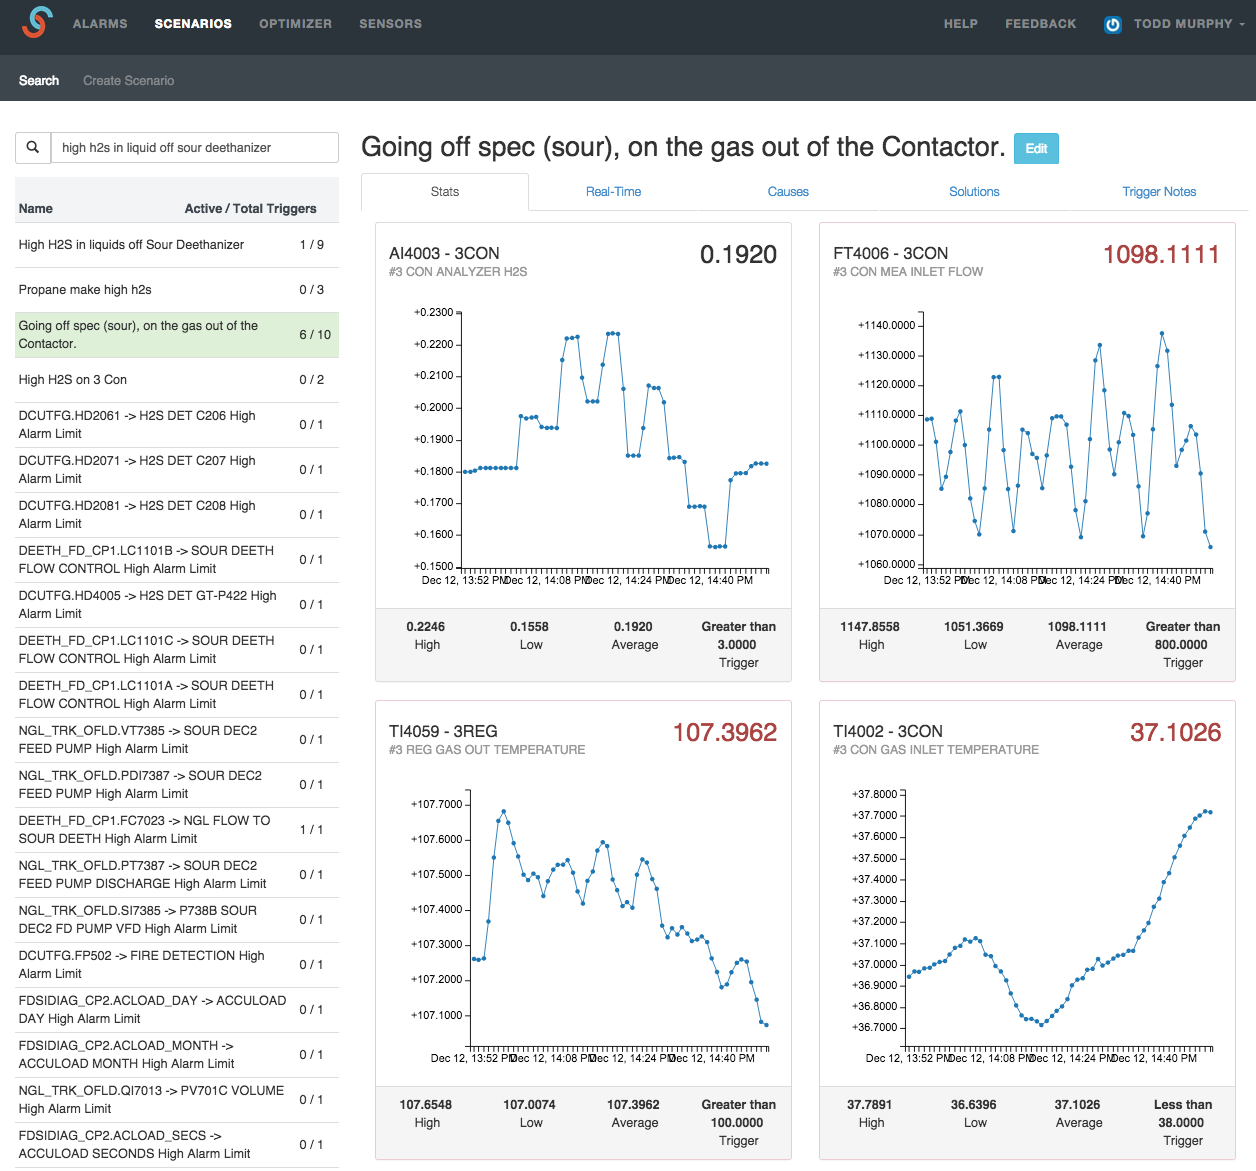 ALARMS SCENARIOS OPTIMIZER SENSORS HELP FEEDBACK TODD MURPHY
Search Create Scenario
high h2s in liquid off sour deethanizer
Name Active / Total Triggers
High H2S in liquids off Sour Deethanizer 1 / 9
Propane make high h2s 0 / 3
Going off spec (sour), on the gas out of the
Contactor. 6 / 10
High H2S on 3 Con 0 / 2
DCUTFG.HD2061 -> H2S DET C206 High
Alarm Limit 0 / 1
DCUTFG.HD2071 -> H2S DET C207 High
Alarm Limit 0 / 1
DCUTFG.HD2081 -> H2S DET C208 High
Alarm Limit 0 / 1
DEETH_FD_CP1.LC1101B -> SOUR DEETH
FLOW CONTROL High Alarm Limit 0 / 1
DCUTFG.HD4005 -> H2S DET GT-P422 High
Alarm Limit 0 / 1
DEETH_FD_CP1.LC1101C -> SOUR DEETH
FLOW CONTROL High Alarm Limit 0 / 1
DEETH_FD_CP1.LC1101A -> SOUR DEETH
FLOW CONTROL High Alarm Limit 0 / 1
NGL_TRK_OFLD.VT7385 -> SOUR DEC2
FEED PUMP High Alarm Limit 0 / 1
NGL_TRK_OFLD.PDI7387 -> SOUR DEC2
FEED PUMP High Alarm Limit 0 / 1
DEETH_FD_CP1.FC7023 -> NGL FLOW TO
SOUR DEETH High Alarm Limit 1 / 1
NGL_TRK_OFLD.PT7387 -> SOUR DEC2
FEED PUMP DISCHARGE High Alarm Limit 0 / 1
NGL_TRK_OFLD.SI7385 -> P738B SOUR
DEC2 FD PUMP VFD High Alarm Limit 0 / 1
DCUTFG.FP502 -> FIRE DETECTION High
Alarm Limit 0 / 1
FDSIDIAG_CP2.ACLOAD_DAY -> ACCULOAD
DAY High Alarm Limit 0 / 1
FDSIDIAG_CP2.ACLOAD_MONTH ->
ACCULOAD MONTH High Alarm Limit 0 / 1
NGL_TRK_OFLD.QI7013 -> PV701C VOLUME
High Alarm Limit 0 / 1
FDSIDIAG_CP2.ACLOAD_SECS ->
ACCULOAD SECONDS High Alarm Limit 0 / 1
Going off spec (sour), on the gas out of the Contactor. Edit
Stats Real-Time Causes Solutions Trigger Notes
AI4003 - 3CON 0.1920
#3 CON ANALYZER H2S
+0.2300
+0.2200
+0.2100
+0.2000
+0.1900
+0.1800
+0.1700
+0.1600
+0.1500
Dec 12, 13:52 PM Dec 12, 14:08 PM Dec 12, 14:24 PM Dec 12, 14:40 PM
0.2246 0.1558 0.1920 Greater than
3.0000
High Low Average Trigger
FT4006 - 3CON 1098.1111
#3 CON MEA INLET FLOW
+1140.0000
+1130.0000
+1120.0000
+1110.0000
+1100.0000
+1090.0000
+1080.0000
+1070.0000
+1060.0000
Dec 12, 13:52 PM Dec 12, 14:08 PM Dec 12, 14:24 PM Dec 12, 14:40 PM
1147.8558 1051.3669 1098.1111 Greater than
800.0000
High Low Average Trigger
TI4059 - 3REG 107.3962
#3 REG GAS OUT TEMPERATURE
+107.7000
+107.6000
+107.5000
+107.4000
+107.3000
+107.2000
+107.1000
Dec 12, 13:52 PM Dec 12, 14:08 PM Dec 12, 14:24 PM Dec 12, 14:40 PM
107.6548 107.0074 107.3962 Greater than
100.0000
High Low Average Trigger
TI4002 - 3CON 37.1026
#3 CON GAS INLET TEMPERATURE
+37.8000
+37.7000
+37.6000
+37.5000
+37.4000
+37.3000
+37.2000
+37.1000
+37.0000
+36.9000
+36.8000
+36.7000
Dec 12, 13:52 PM Dec 12, 14:08 PM Dec 12, 14:24 PM Dec 12, 14:40 PM
37.7891 36.6396 37.1026 Less than
38.0000
High Low Average Trigger